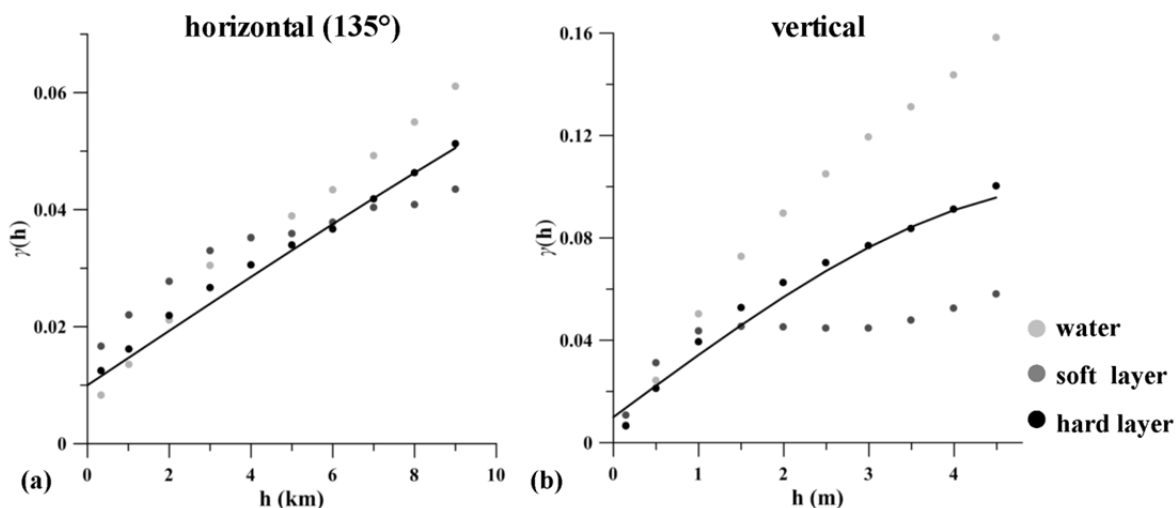 horizontal (135°)
0.06
0.04
0.02
0
γ(h)
0 2 4 6 8 10
h (km)
(a)
vertical
0.16
0.12
0.08
0.04
0
γ(h)
0 1 2 3 4
h (m)
(b)
water
soft layer
hard layer